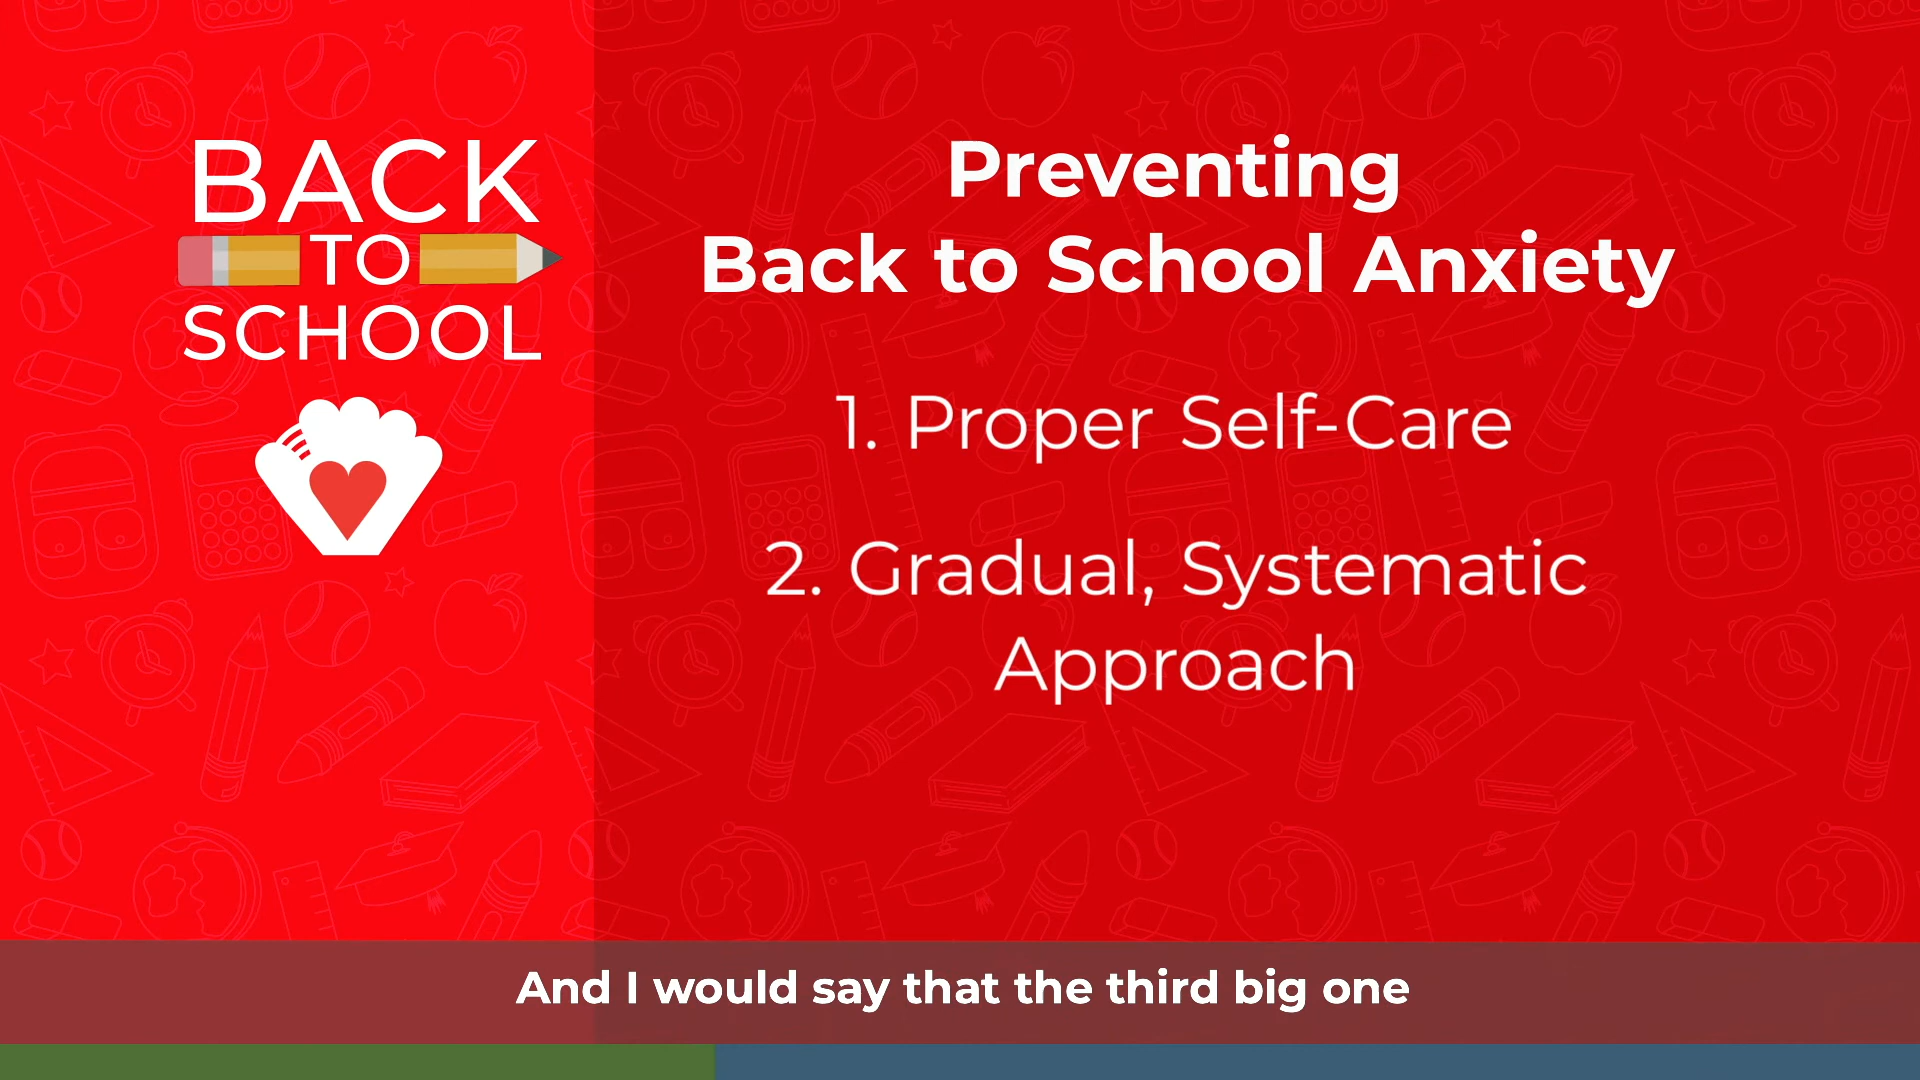 BACK
TO
SCHOOL
Preventing
Back to School Anxiety
1. Proper Self-Care
2. Gradual, Systematic
Approach
And I would say that the third big one